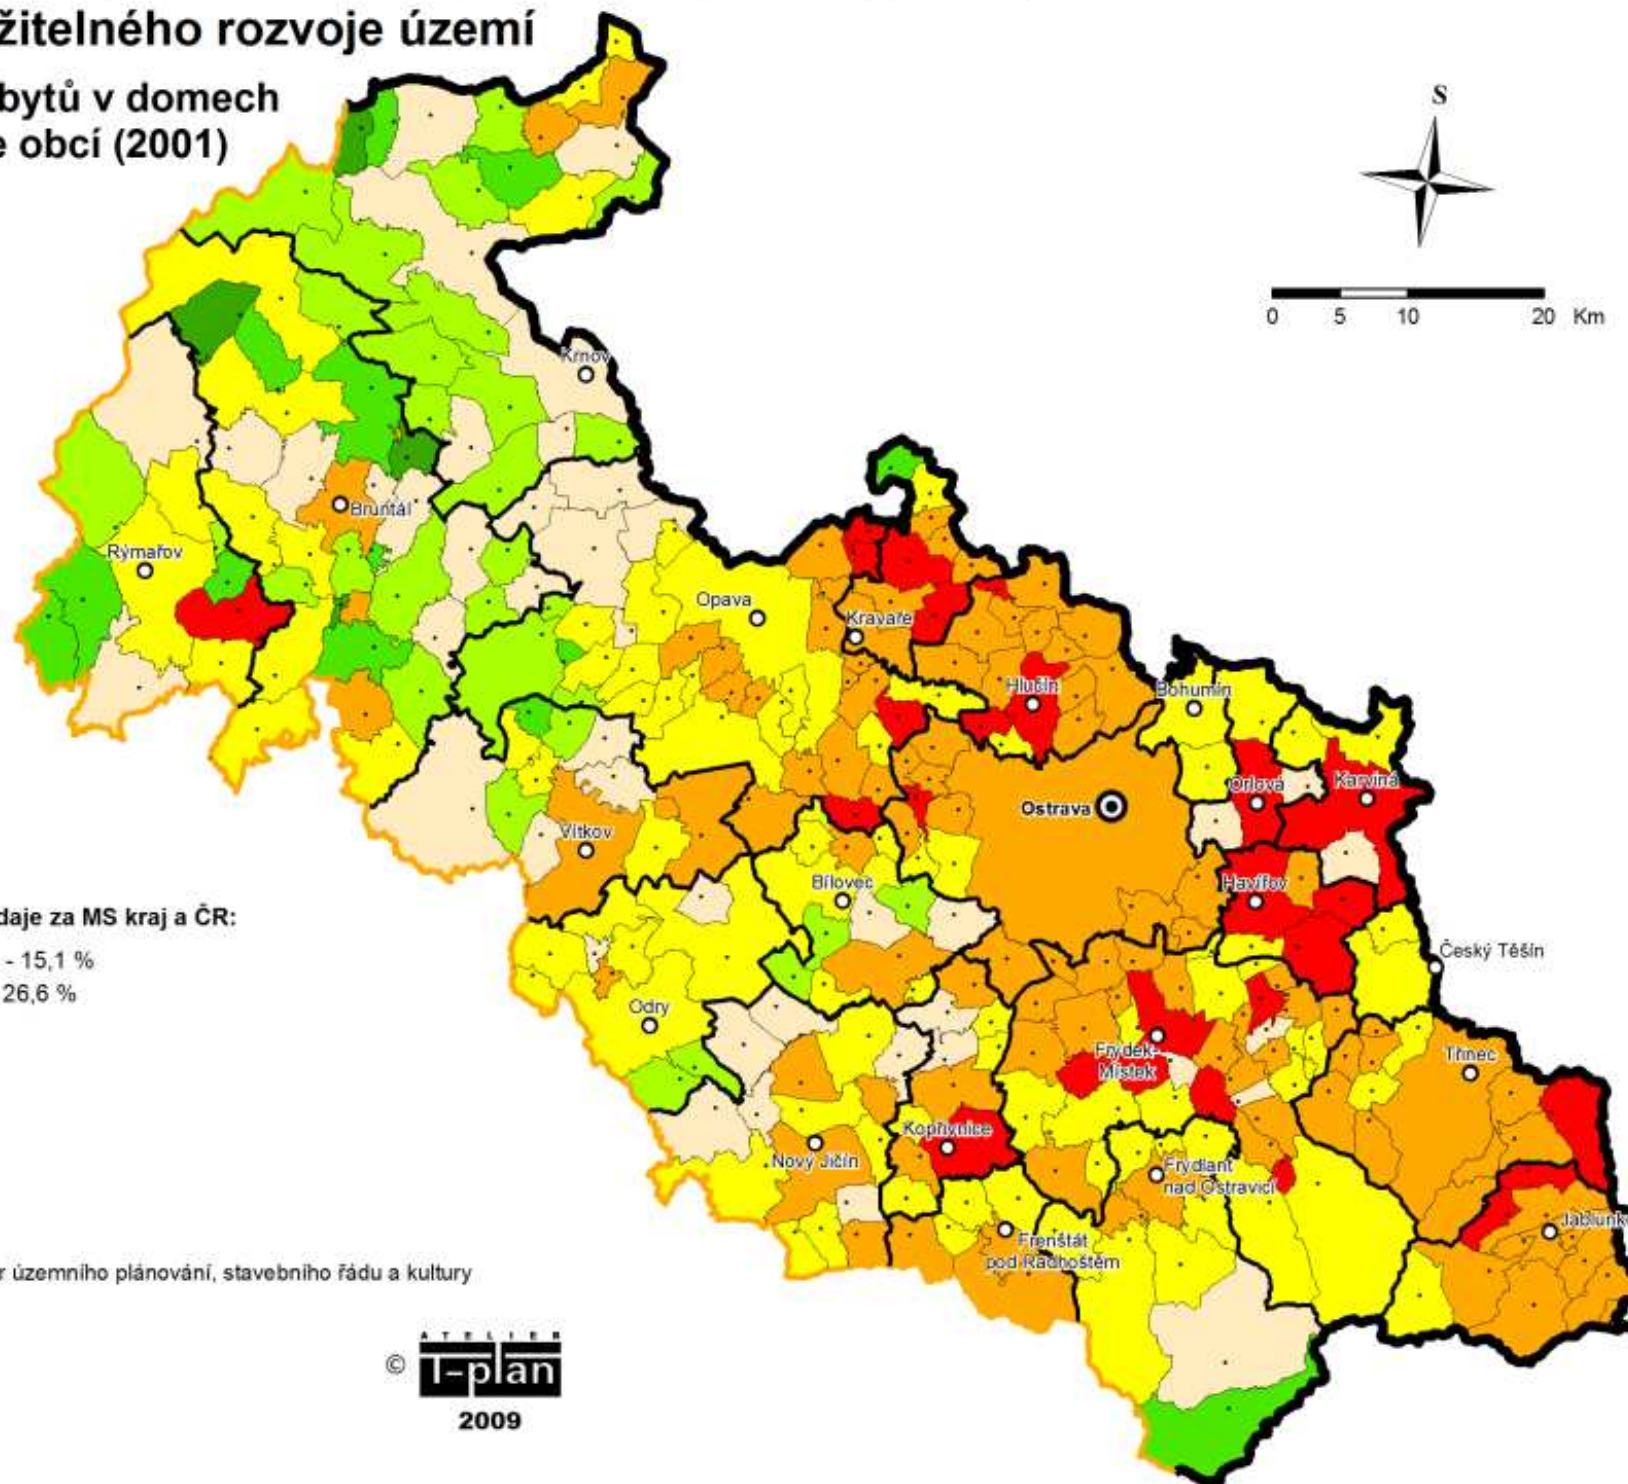 žitelného rozvoje území
bytů v domech
e obcí (2001)
S
0 5 10 20 Km
Krnov
Bruntál
Rýmařov
Opava
Kravaře
Hlučín
Bohumín
Orlová
Karviná
Ostrava
Vítkov
Bílovec
Havířov
daje za MS kraj a ČR:
- 15,1 %
26,6 %
Český Těšín
Odry
Frýdek-
Místek
Třinec
Kopřivnice
Nový Jičín
Frýdlant
nad Ostravicí
Jablunk
Frenštát
pod Radhoštěm
r územního plánování, stavebního řádu a kultury
©
ATELIER
T-plan
2009